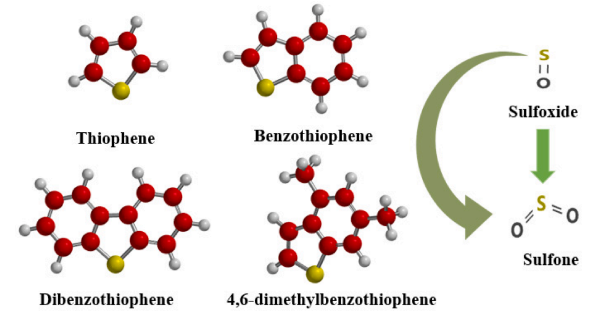 Thiophene
Benzothiophene
S
O
Sulfoxide
Dibenzothiophene
4,6-dimethylbenzothiophene
S
O
O
Sulfone